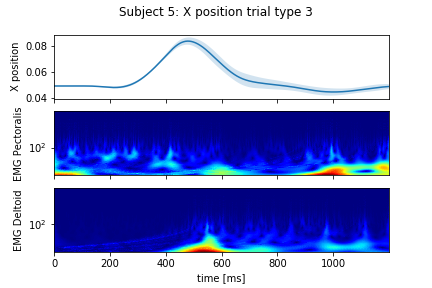 Subject 5: X position trial type 3
X position
0.08
0.06
0.04
EMG Pectoralis
10²
EMG Deltoid
10²
0 200 400 600 800 1000
time [ms]